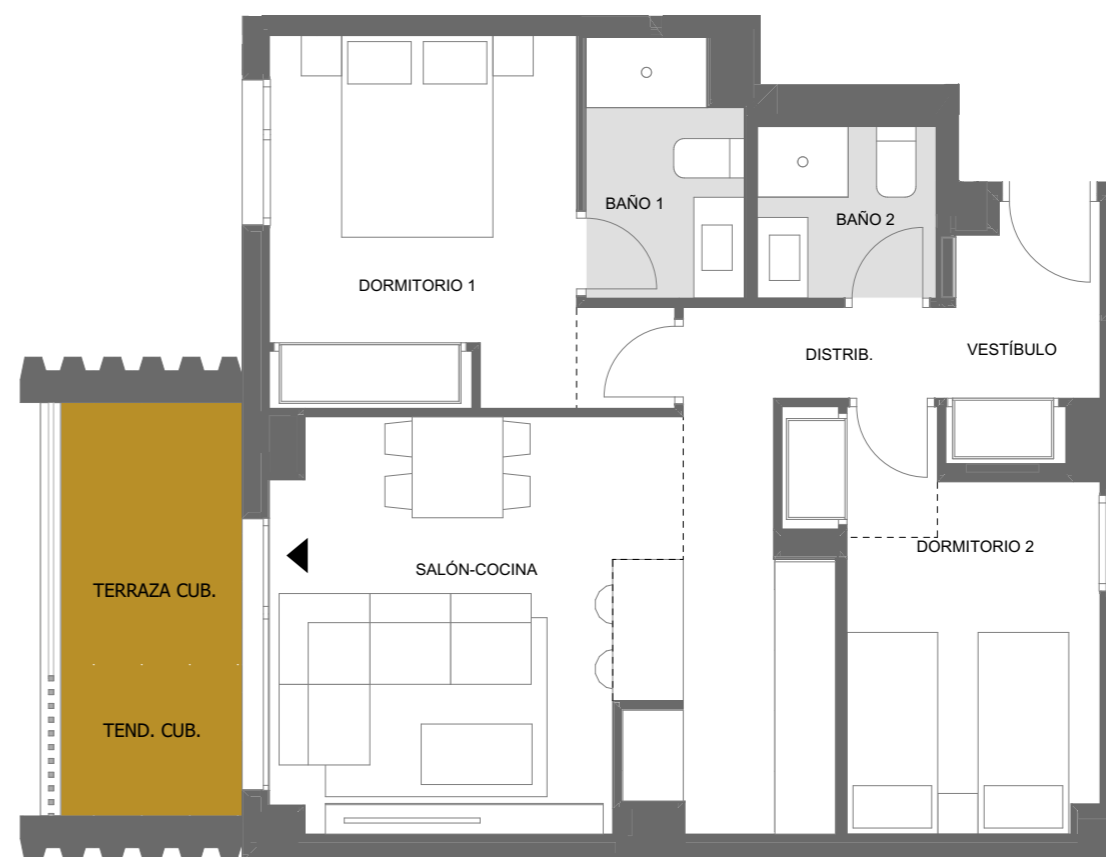 BAÑO 1
BAÑO 2
DORMITORIO 1
DISTRIB.
VESTÍBULO
DORMITORIO 2
SALÓN-COCINA
TERRAZA CUB.
TEND. CUB.